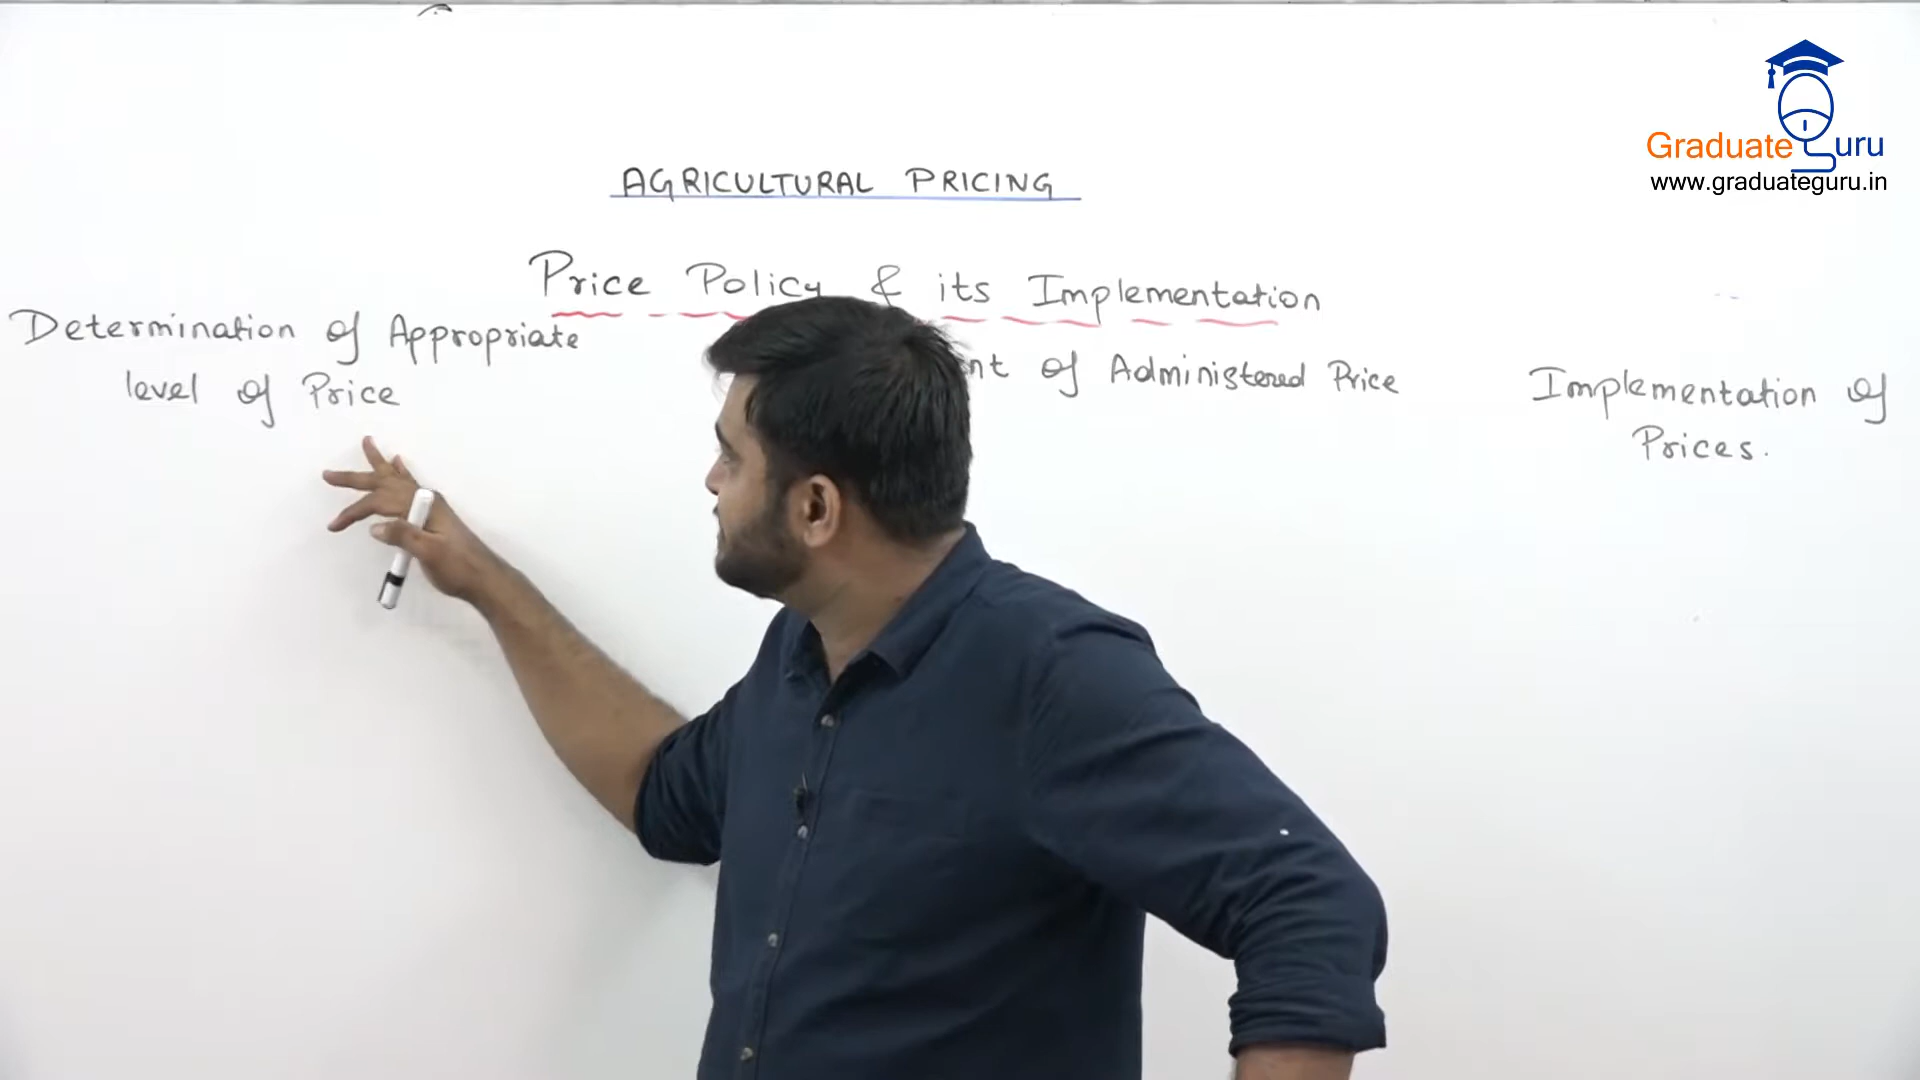 Graduate Guru
www.graduateguru.in
AGRICULTURAL PRICING
Price Policy & its Implementation
Determination of Appropriate
level of Price
of Administered Price
Implementation of
Prices.